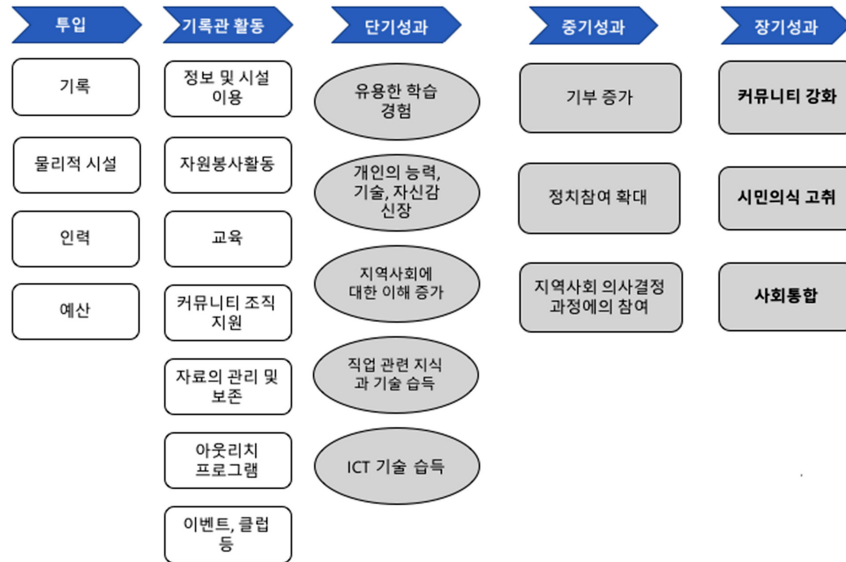 투입
기록관 활동
단기성과
중기성과
장기성과
기록
물리적 시설
인력
예산
정보 및 시설
이용
자원봉사활동
교육
커뮤니티 조직
지원
자료의 관리 및
보존
아웃리치
프로그램
이벤트, 클럽
등
유용한 학습
경험
개인의 능력,
기술, 자신감
신장
지역사회에
대한 이해 증가
직업 관련 지식
과 기술 습득
ICT 기술 습득
기부 증가
정치참여 확대
지역사회 의사결정
과정에의 참여
커뮤니티 강화
시민의식 고취
사회통합